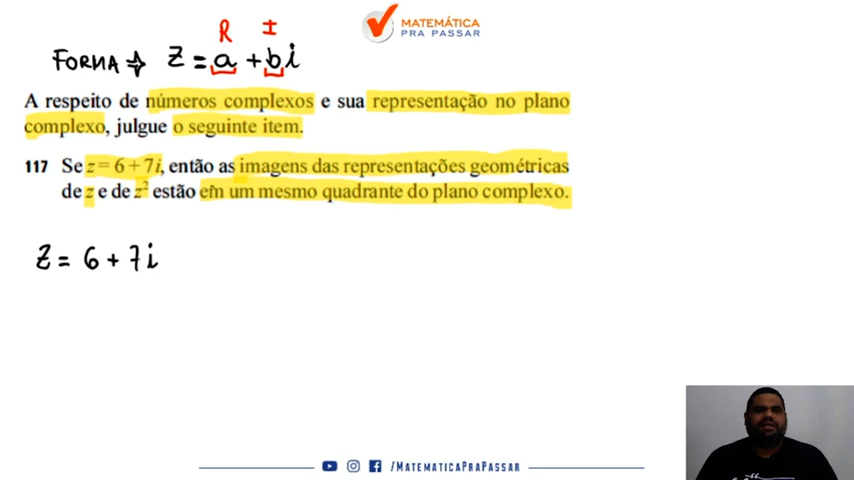 R I
MATEMÁTICA
PRA PASSAR
FORMA → Z = a + bi
A respeito de números complexos e sua representação no plano
complexo, julgue o seguinte item.
117 Se z = 6 + 7i, então as imagens das representações geométricas
de z e de z² estão em um mesmo quadrante do plano complexo.
Z = 6 + 7i
/MATEMATICAPRAPASSAR